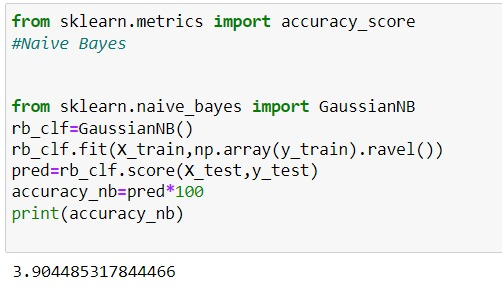 from sklearn.metrics import accuracy_score
#Naive Bayes
from sklearn.naive_bayes import GaussianNB
rb_clf=GaussianNB()
rb_clf.fit(X_train,np.array(y_train).ravel())
pred=rb_clf.score(X_test,y_test)
accuracy_nb=pred*100
print(accuracy_nb)
3.904485317844466